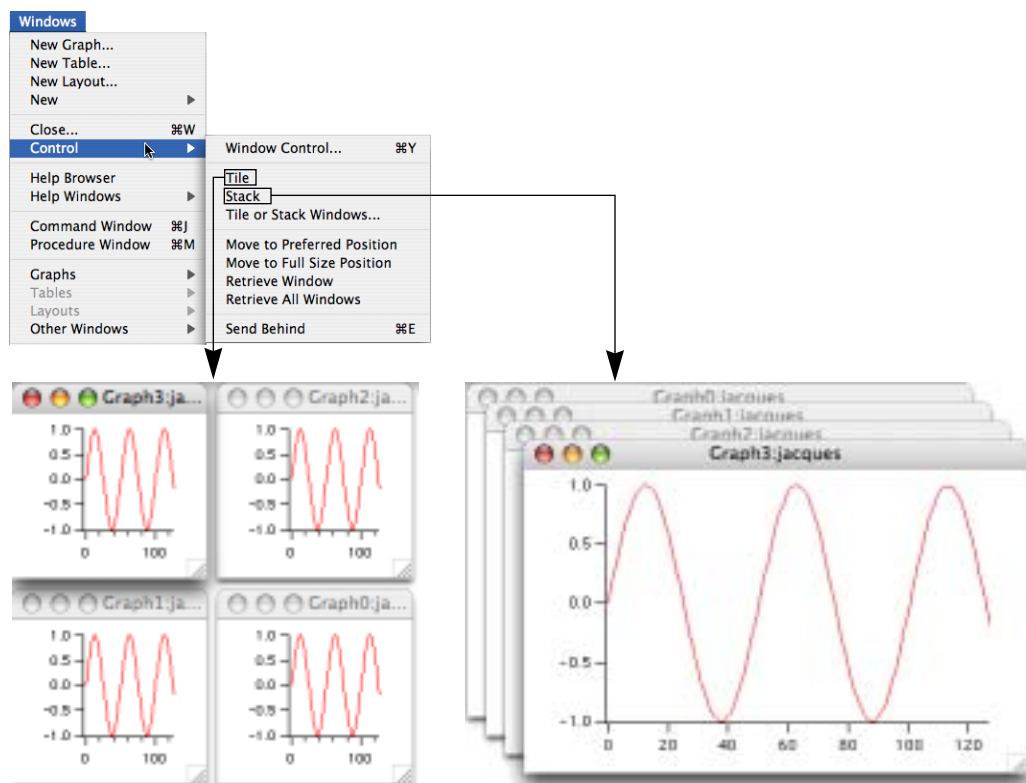 Windows
New Graph...
New Table...
New Layout...
New
Close... ⌘W
Control
Help Browser
Help Windows
Command Window ⌘J
Procedure Window ⌘M
Graphs
Tables
Layouts
Other Windows
Window Control... ⌘Y
Tile
Stack
Tile or Stack Windows...
Move to Preferred Position
Move to Full Size Position
Retrieve Window
Retrieve All Windows
Send Behind ⌘E
Graph3:ja...
1.0
0.5
0.0
-0.5
-1.0
0 100
Graph2:ja...
1.0
0.5
0.0
-0.5
-1.0
0 100
Graph1:ja...
1.0
0.5
0.0
-0.5
-1.0
0 100
Graph0:ja...
1.0
0.5
0.0
-0.5
-1.0
0 100
Graph0:jacques
Graph1:jacques
Graph2:jacques
Graph3:jacques
1.0
0.5
0.0
-0.5
-1.0
0 20 40 60 80 100 120